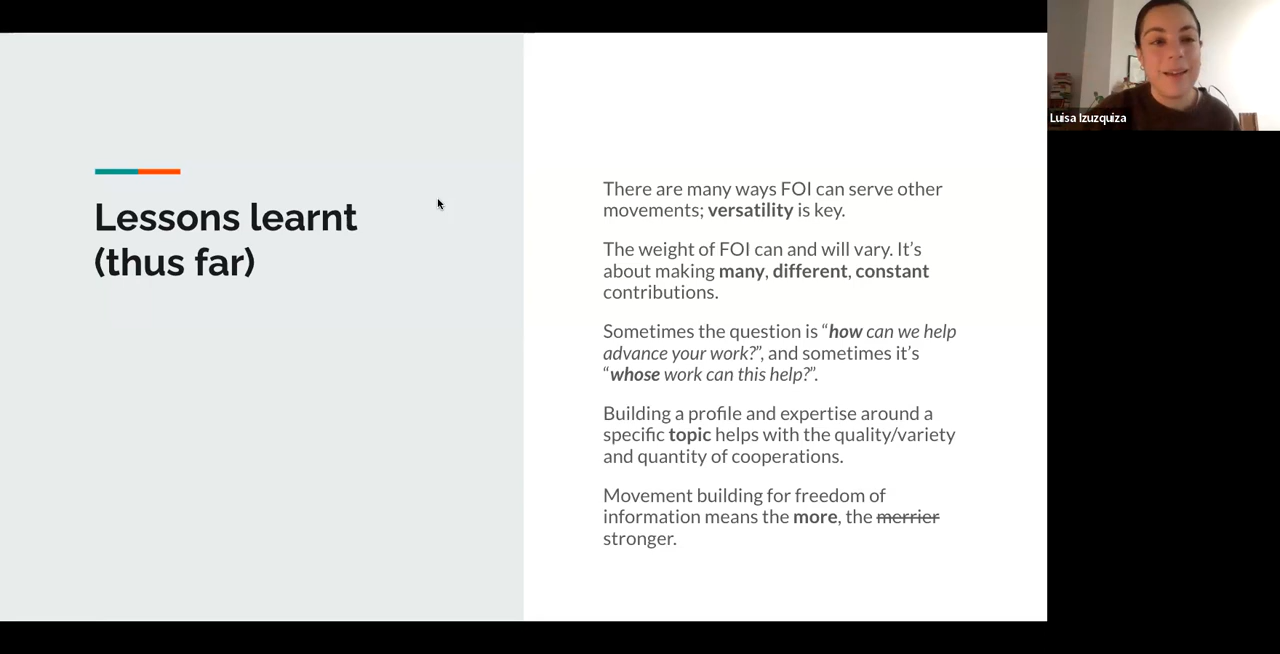 Lessons learnt
(thus far)
There are many ways FOI can serve other
movements; versatility is key.
The weight of FOI can and will vary. It's
about making many, different, constant
contributions.
Sometimes the question is “how can we help
advance your work?”, and sometimes it’s
“whose work can this help?”.
Building a profile and expertise around a
specific topic helps with the quality/variety
and quantity of cooperations.
Movement building for freedom of
information means the more, the merrier
stronger.
Luisa Izuzquiza